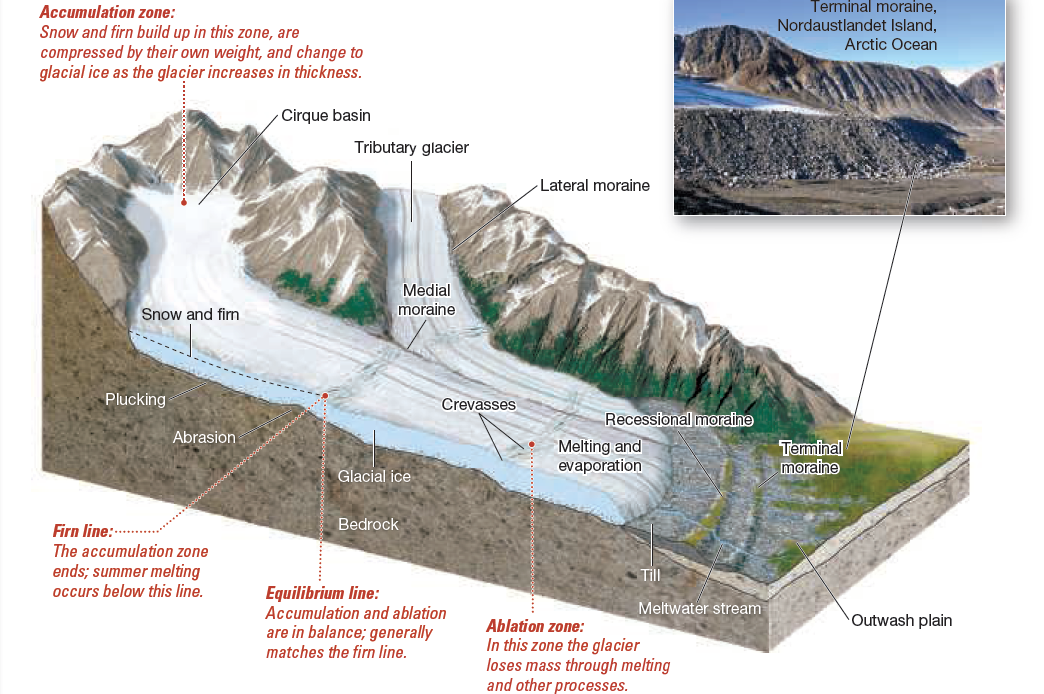 Accumulation zone:
Snow and firn build up in this zone, are
compressed by their own weight, and change to
glacial ice as the glacier increases in thickness.
Terminal moraine,
Nordaustlandet Island,
Arctic Ocean
Cirque basin
Tributary glacier
Lateral moraine
Medial
moraine
Snow and firn
Plucking
Crevasses
Recessional moraine
Abrasion
Melting and
evaporation
Terminal
moraine
Glacial ice
Bedrock
Firn line:
The accumulation zone
ends; summer melting
occurs below this line.
Till
Equilibrium line:
Accumulation and ablation
are in balance; generally
matches the firn line.
Meltwater stream
Outwash plain
Ablation zone:
In this zone the glacier
loses mass through melting
and other processes.